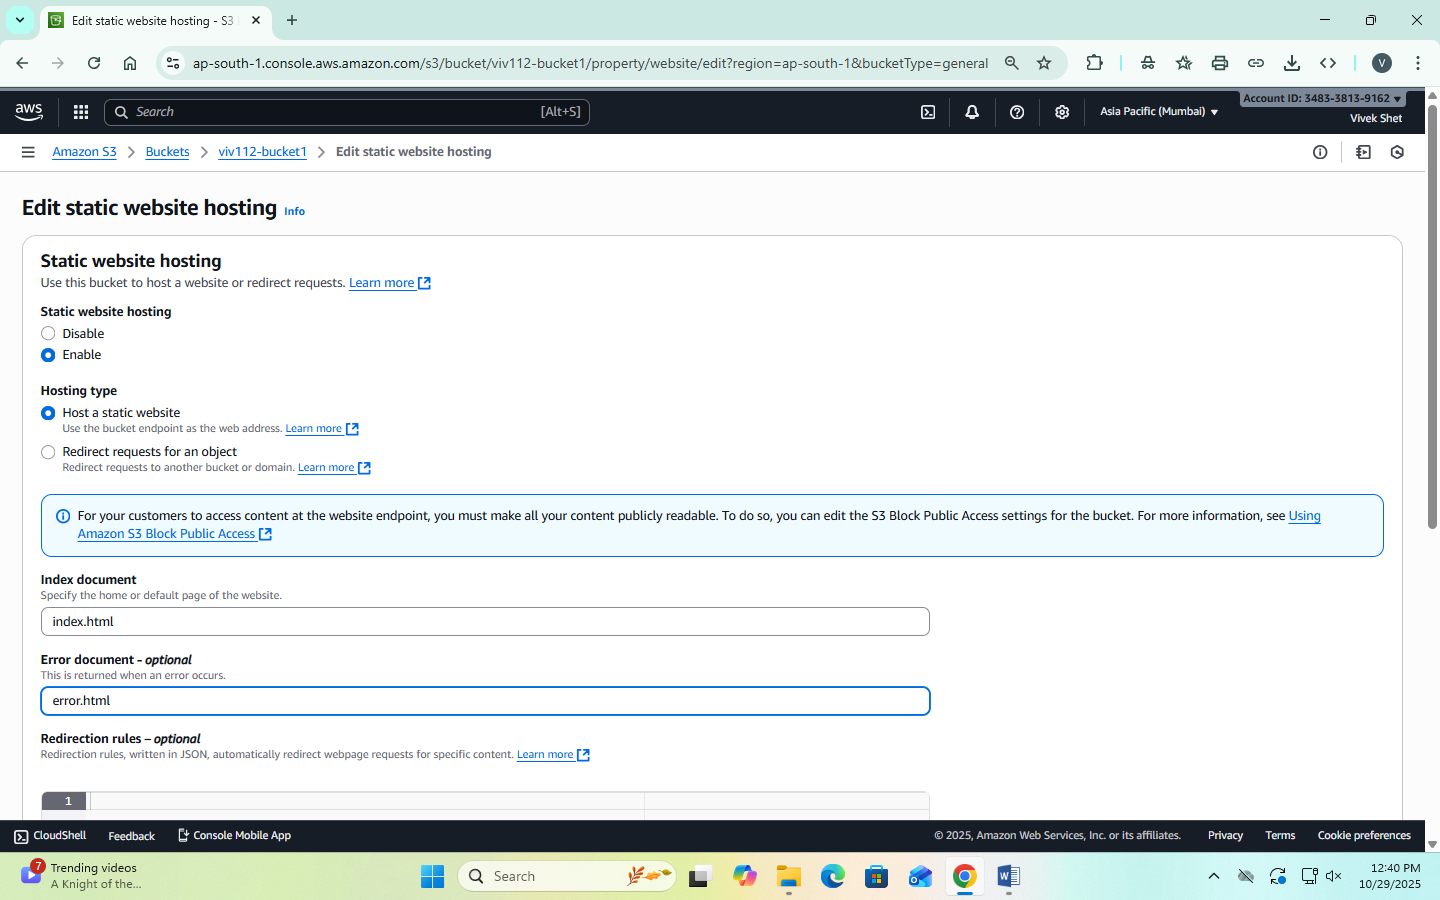 Edit static website hosting - S3
ap-south-1.console.aws.amazon.com/s3/bucket/viv112-bucket1/property/website/edit?region=ap-south-1&bucketType=general
V
aws
Search [Alt+S]
Asia Pacific (Mumbai)
Account ID: 3483-3813-9162
Vivek Shet
Amazon S3 > Buckets > viv112-bucket1 > Edit static website hosting
Edit static website hosting Info
Static website hosting
Use this bucket to host a website or redirect requests. Learn more
Static website hosting
Disable
Enable
Hosting type
Host a static website
Use the bucket endpoint as the web address. Learn more
Redirect requests for an object
Redirect requests to another bucket or domain. Learn more
For your customers to access content at the website endpoint, you must make all your content publicly readable. To do so, you can edit the S3 Block Public Access settings for the bucket. For more information, see Using
Amazon S3 Block Public Access
Index document
Specify the home or default page of the website.
index.html
Error document - optional
This is returned when an error occurs.
error.html
Redirection rules – optional
Redirection rules, written in JSON, automatically redirect webpage requests for specific content. Learn more
1
CloudShell Feedback Console Mobile App © 2025, Amazon Web Services, Inc. or its affiliates. Privacy Terms Cookie preferences
7
Trending videos
A Knight of the...
Search
12:40 PM
10/29/2025